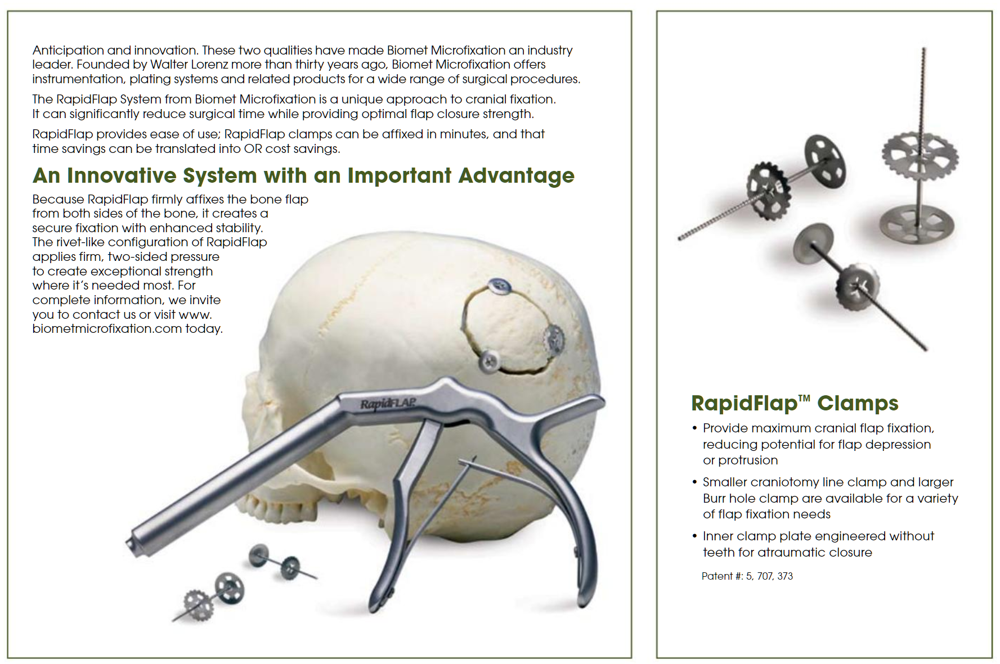 Anticipation and innovation. These two qualities have made Biomet Microfixation an industry
leader. Founded by Walter Lorenz more than thirty years ago, Biomet Microfixation offers
instrumentation, plating systems and related products for a wide range of surgical procedures.
The RapidFlap System from Biomet Microfixation is a unique approach to cranial fixation.
It can significantly reduce surgical time while providing optimal flap closure strength.
RapidFlap provides ease of use; RapidFlap clamps can be affixed in minutes, and that
time savings can be translated into OR cost savings.
An Innovative System with an Important Advantage
Because RapidFlap firmly affixes the bone flap
from both sides of the bone, it creates a
secure fixation with enhanced stability.
The rivet-like configuration of RapidFlap
applies firm, two-sided pressure
to create exceptional strength
where it's needed most. For
complete information, we invite
you to contact us or visit www.
biometmicrofixation.com today.
RapidFLAP
RapidFlap™ Clamps
• Provide maximum cranial flap fixation,
reducing potential for flap depression
or protrusion
• Smaller craniotomy line clamp and larger
Burr hole clamp are available for a variety
of flap fixation needs
• Inner clamp plate engineered without
teeth for atraumatic closure
Patent #: 5, 707, 373